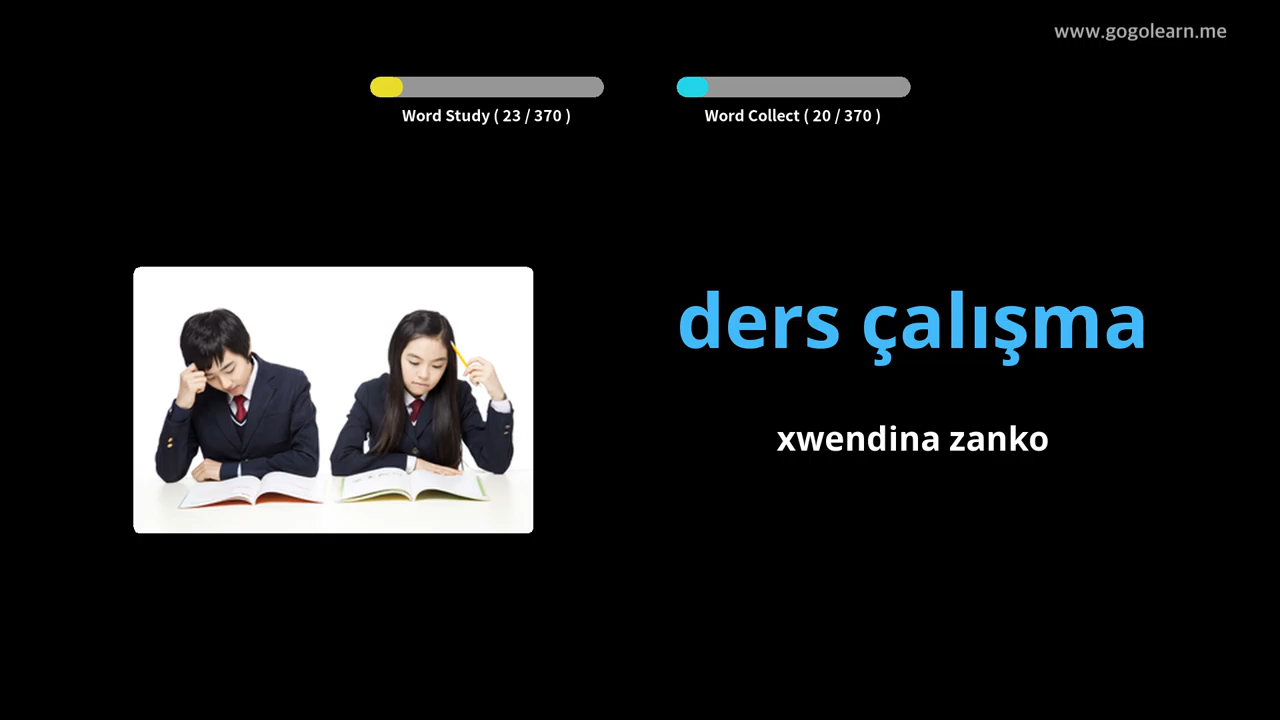 www.gogolearn.me
Word Study ( 23 / 370 )
Word Collect ( 20 / 370 )
ders çalışma
xwendina zanko